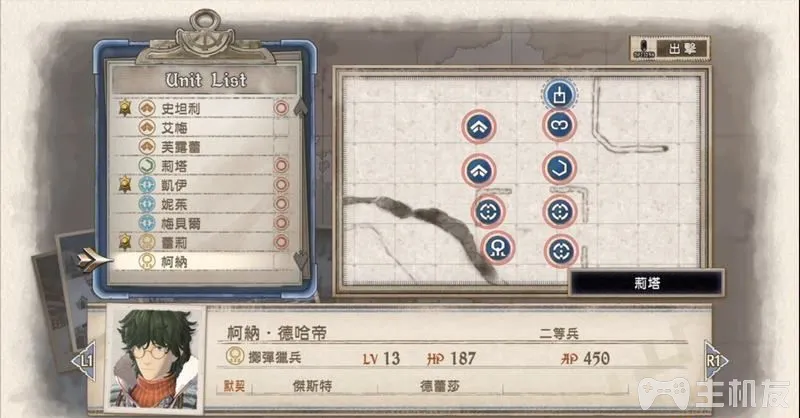 出擊
Unit List
史坦利
艾梅
芙露蕾
莉塔
凱伊
妮茱
梅貝爾
蕾莉
柯納
莉塔
柯納·德哈帝
二等兵
擲彈獵兵 LV 13 HP 187 AP 450
默契 傑斯特 德蕾莎
L1
R1
主机友